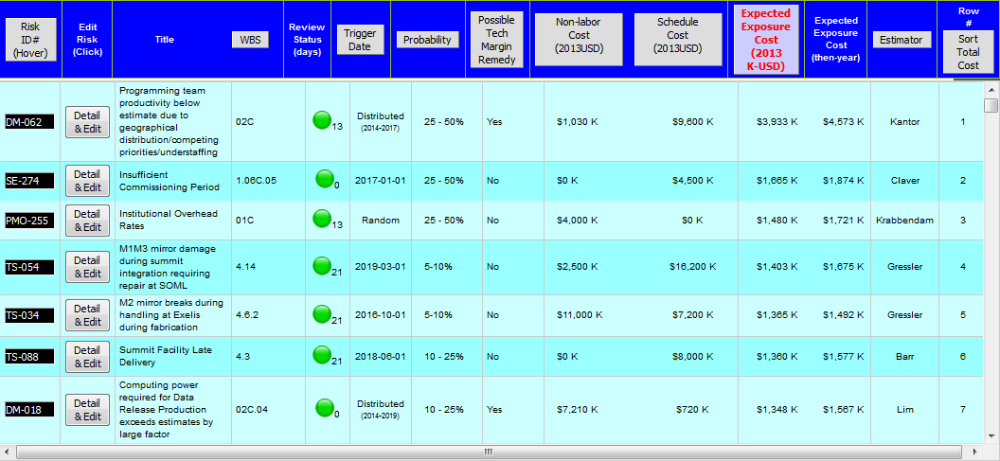 Risk ID# (Hover)
Edit Risk (Click)
Title
WBS
Review Status (days)
Trigger Date
Probability
Possible Tech Margin Remedy
Non-labor Cost (2013USD)
Schedule Cost (2013USD)
Expected Exposure Cost (2013 K-USD)
Expected Exposure Cost (then-year)
Estimator
Row #
Sort Total Cost
DM-062
Detail & Edit
Programming team
productivity below
estimate due to
geographical
distribution/competing
priorities/understaffing
02C
13
Distributed
(2014-2017)
25 - 50%
Yes
$1,030 K
$9,600 K
$3,933 K
$4,573 K
Kantor
1
SE-274
Detail & Edit
Insufficient
Commissioning Period
1.06C.05
0
2017-01-01
25 - 50%
No
$0 K
$4,500 K
$1,665 K
$1,874 K
Claver
2
PMO-255
Detail & Edit
Institutional Overhead
Rates
01C
13
Random
25 - 50%
No
$4,000 K
$0 K
$1,480 K
$1,721 K
Krabbendam
3
TS-054
Detail & Edit
M1M3 mirror damage
during summit
integration requiring
repair at SOML
4.14
21
2019-03-01
5-10%
No
$2,500 K
$16,200 K
$1,403 K
$1,675 K
Gressler
4
TS-034
Detail & Edit
M2 mirror breaks during
handling at Exelis
during fabrication
4.6.2
21
2016-10-01
5-10%
No
$11,000 K
$7,200 K
$1,365 K
$1,492 K
Gressler
5
TS-088
Detail & Edit
Summit Facility Late
Delivery
4.3
21
2018-06-01
10 - 25%
No
$0 K
$8,000 K
$1,360 K
$1,577 K
Barr
6
DM-018
Detail & Edit
Computing power
required for Data
Release Production
exceeds estimates by
large factor
02C.04
0
Distributed
(2014-2019)
10 - 25%
Yes
$7,210 K
$720 K
$1,348 K
$1,567 K
Lim
7